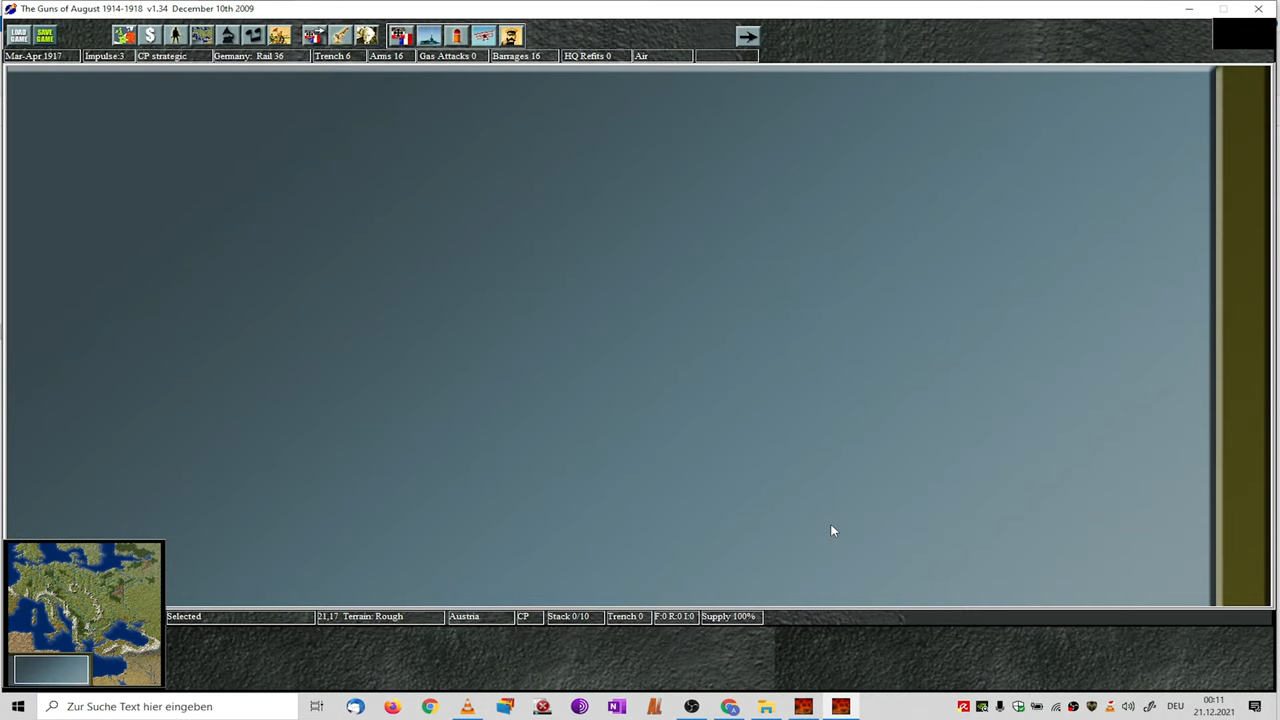 The Guns of August 1914-1918 v1.34 December 10th 2009
LOAD GAME
SAVE GAME
Mar-Apr 1917 Impulse:3 CP strategic Germany: Rail 36 Trench 6 Arms 16 Gas Attacks 0 Barrages 16 HQ Refits 0 Air
Selected 21,17 Terrain: Rough Austria CP Stack 0/10 Trench 0 F:0 R:0 I:0 Supply 100%
Zur Suche Text hier eingeben
DEU
00:11
21.12.2021